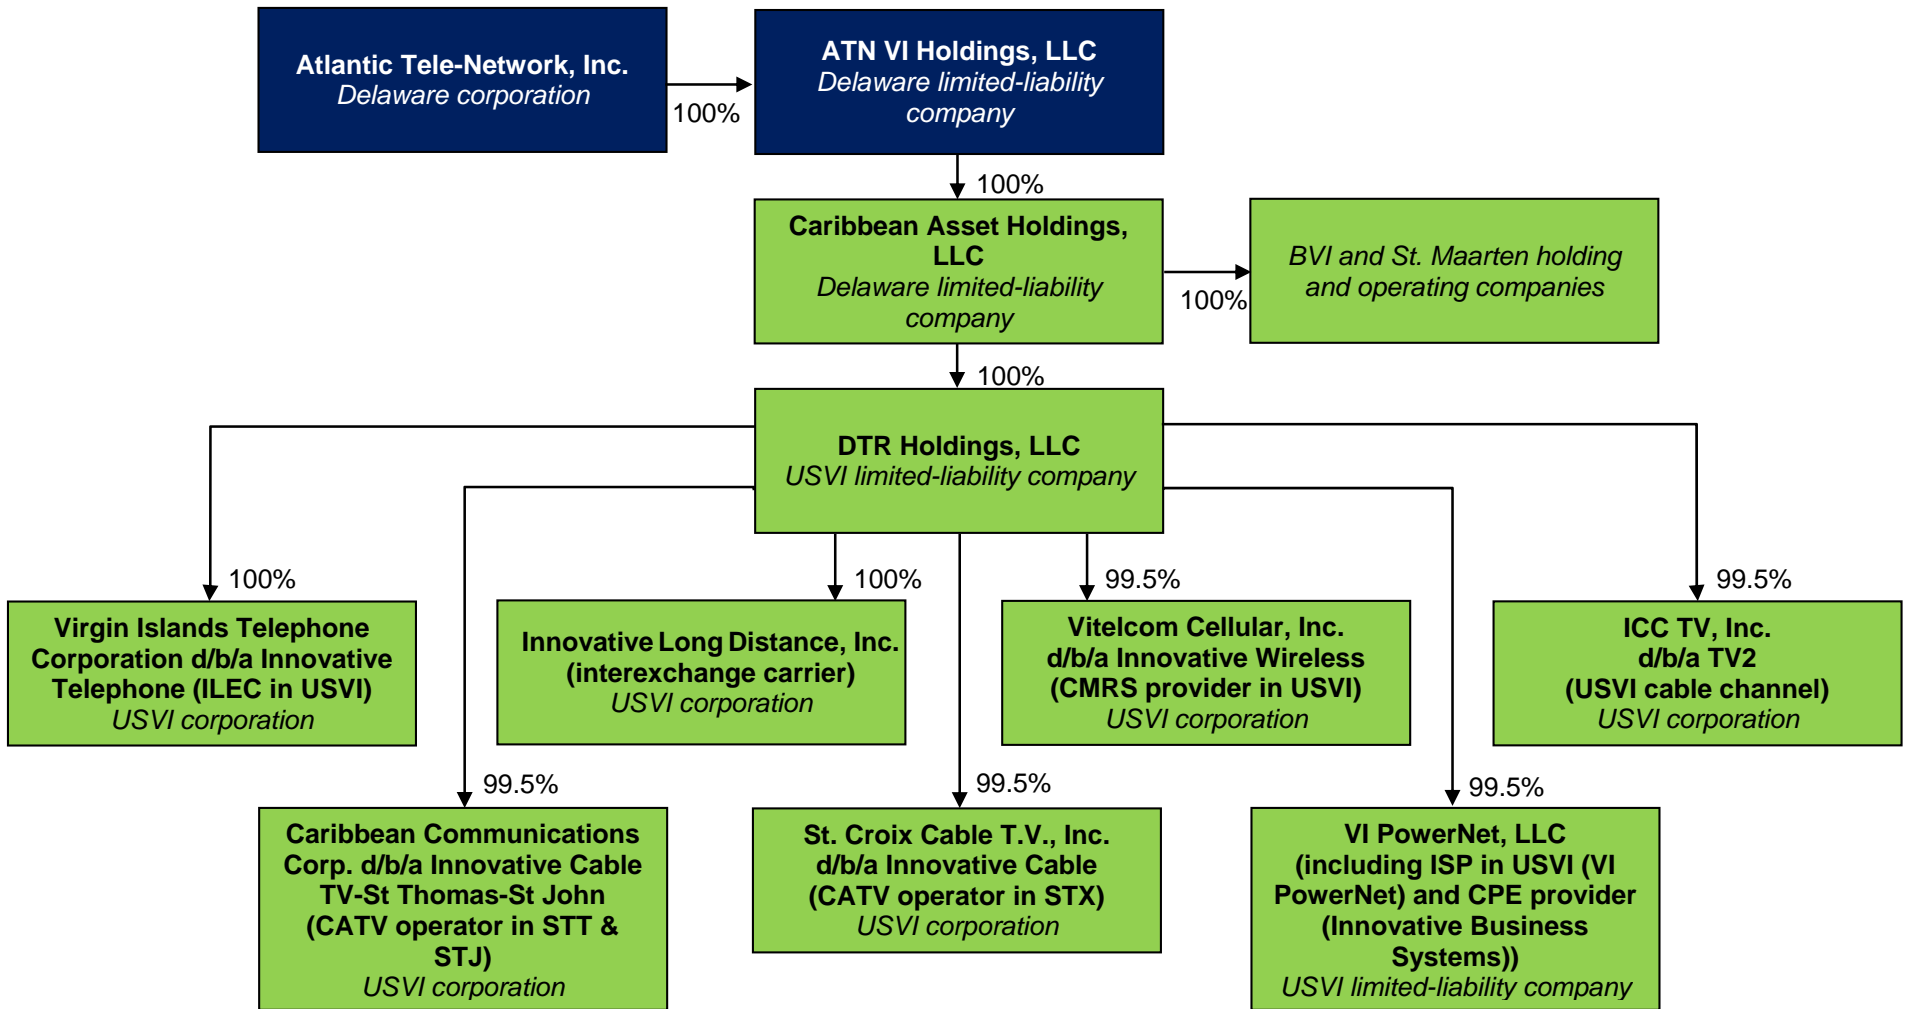 Atlantic Tele-Network, Inc.
Delaware corporation
100%
ATN VI Holdings, LLC
Delaware limited-liability
company
100%
Caribbean Asset Holdings,
LLC
Delaware limited-liability
company
100%
BVI and St. Maarten holding
and operating companies
100%
DTR Holdings, LLC
USVI limited-liability company
100%
Virgin Islands Telephone
Corporation d/b/a Innovative
Telephone (ILEC in USVI)
USVI corporation
100%
Innovative Long Distance, Inc.
(interexchange carrier)
USVI corporation
99.5%
Vitelcom Cellular, Inc.
d/b/a Innovative Wireless
(CMRS provider in USVI)
USVI corporation
99.5%
ICC TV, Inc.
d/b/a TV2
(USVI cable channel)
USVI corporation
99.5%
Caribbean Communications
Corp. d/b/a Innovative Cable
TV-St Thomas-St John
(CATV operator in STT &
STJ)
USVI corporation
99.5%
St. Croix Cable T.V., Inc.
d/b/a Innovative Cable
(CATV operator in STX)
USVI corporation
99.5%
VI PowerNet, LLC
(including ISP in USVI (VI
PowerNet) and CPE provider
(Innovative Business
Systems))
USVI limited-liability company